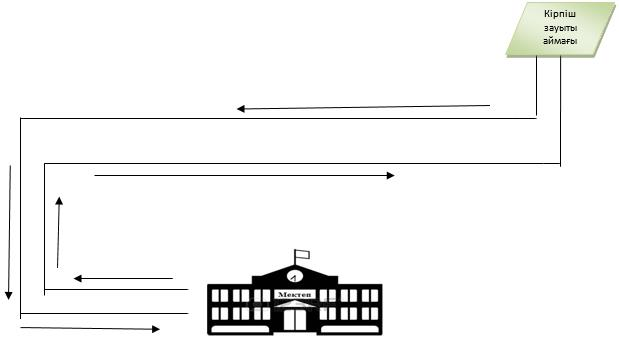 Кірпіш
зауыты
аймағы
Мектеп